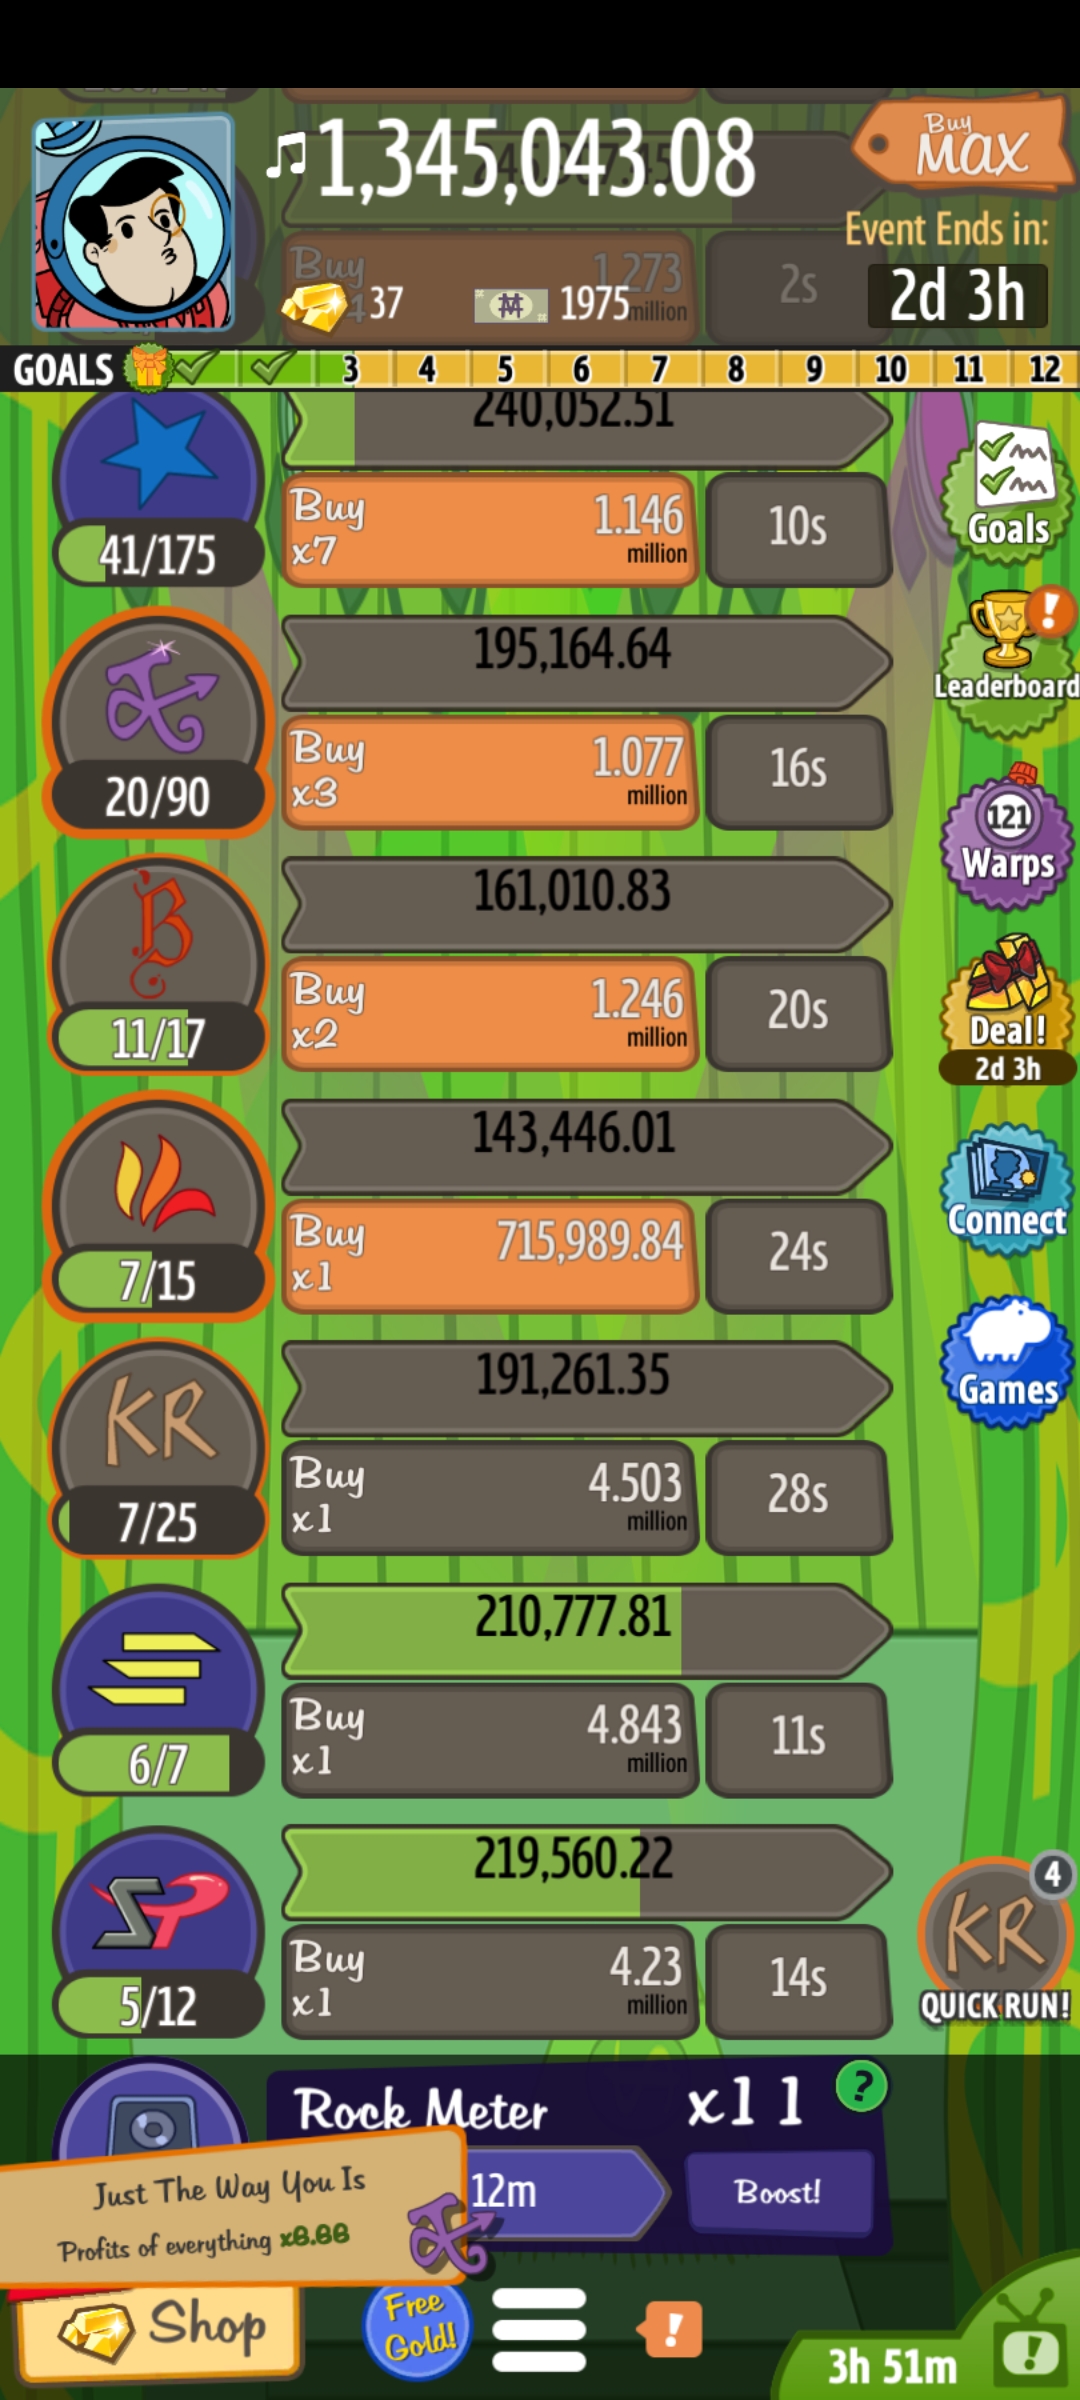 ♫1,345,043.08
Buy
MAX
Event Ends in:
2d 3h
37
1975
Buy
1.273
million
2s
GOALS
3 4 5 6 7 8 9 10 11 12
240,052.51
41/175
Buy
x7
1.146
million
10s
Goals
195,164.64
20/90
Buy
x3
1.077
million
16s
!
Leaderboard
121
Warps
161,010.83
B
11/17
Buy
x2
1.246
million
20s
Deal!
2d 3h
143,446.01
7/15
Buy
x1
715,989.84
24s
Connect
191,261.35
KR
7/25
Buy
x1
4.503
million
28s
Games
210,777.81
6/7
Buy
x1
4.843
million
11s
219,560.22
SP
5/12
Buy
x1
4.23
million
14s
4
KR
QUICK RUN!
Rock Meter
x11
?
12m
Boost!
Just The Way You Is
Profits of everything x8.88
Shop
Free
Gold!
!
3h 51m
!